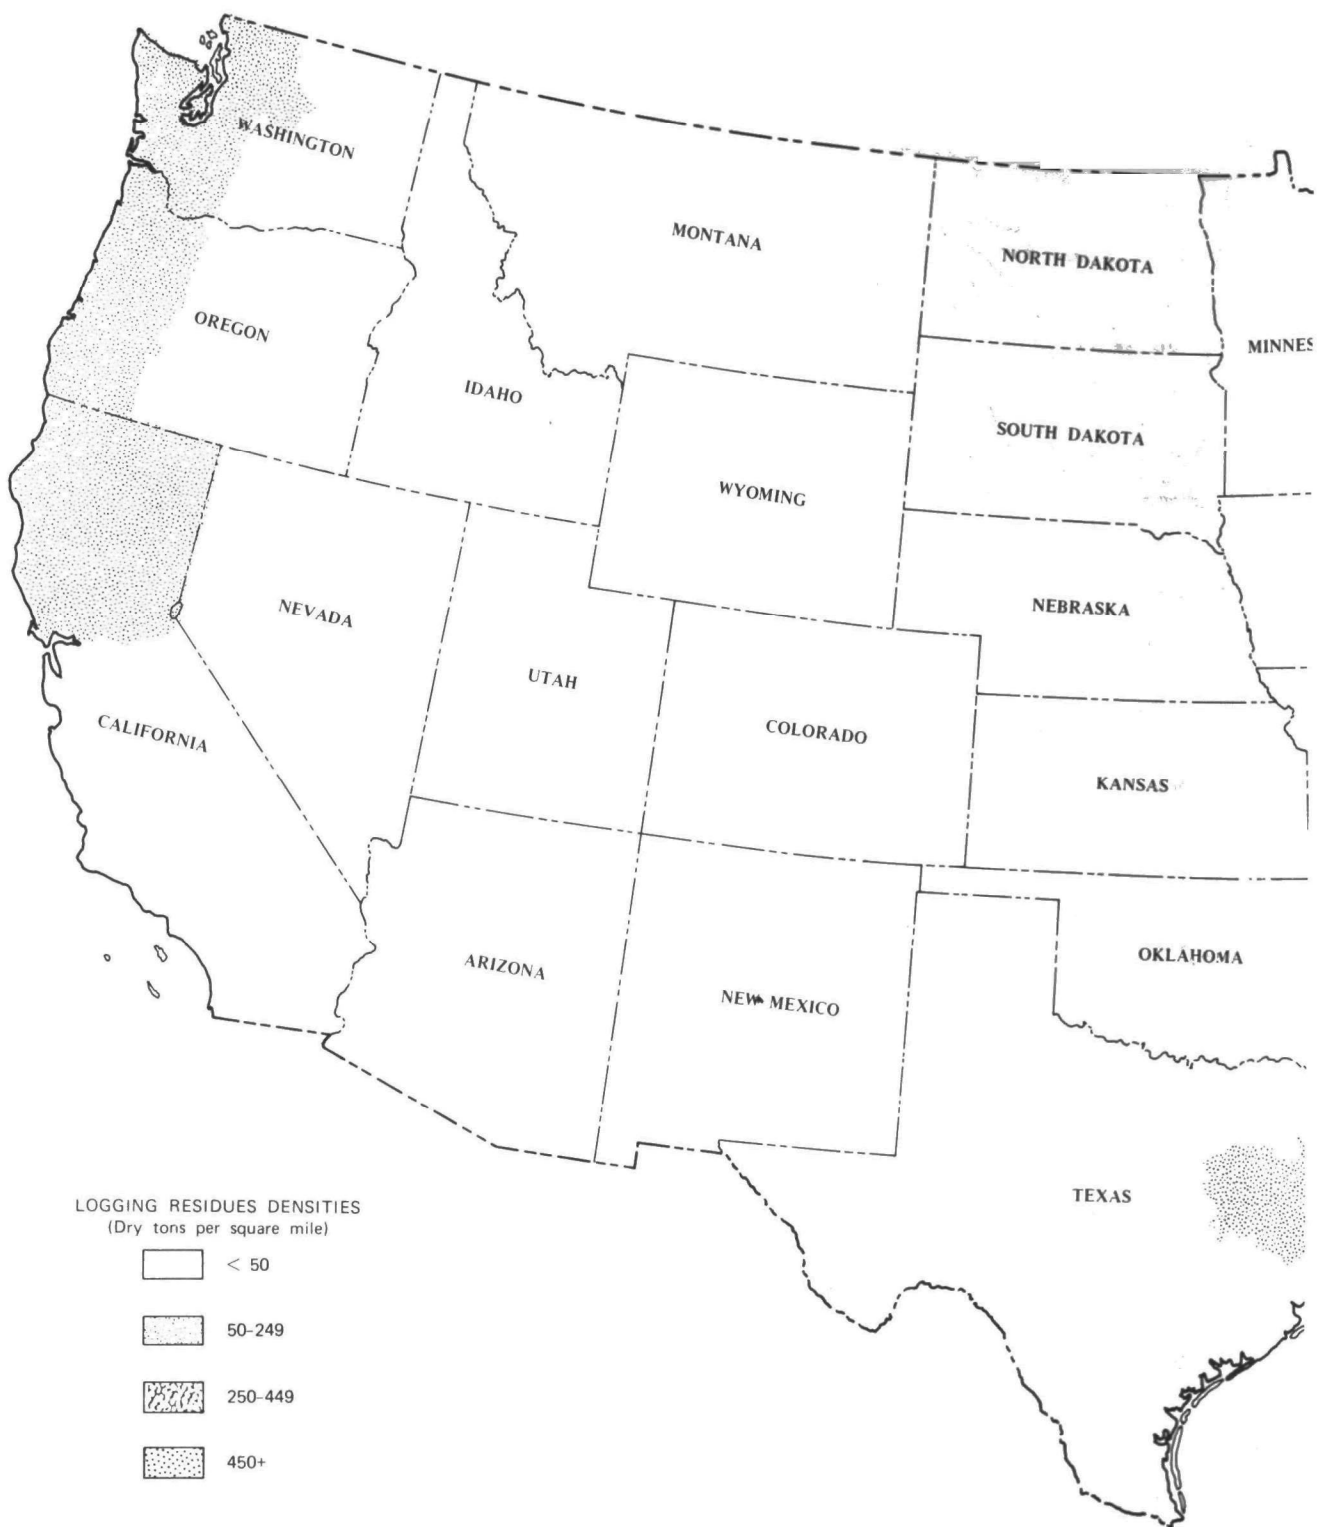 WASHINGTON
MONTANA
NORTH DAKOTA
MINNES
OREGON
IDAHO
SOUTH DAKOTA
WYOMING
NEVADA
NEBRASKA
UTAH
COLORADO
CALIFORNIA
KANSAS
ARIZONA
NEW MEXICO
OKLAHOMA
TEXAS
LOGGING RESIDUES DENSITIES
(Dry tons per square mile)
< 50
50-249
250-449
450+